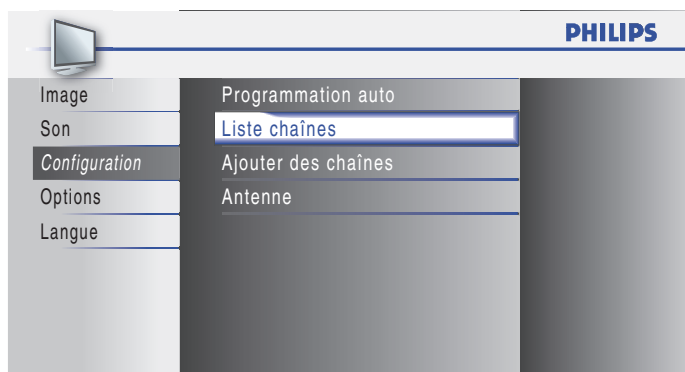 PHILIPS
Image
Son
Configuration
Options
Langue
Programmation auto
Liste chaînes
Ajouter des chaînes
Antenne